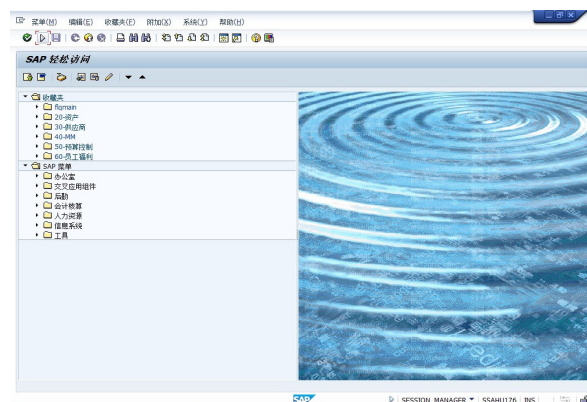 菜单(M) 编辑(E) 收藏夹(F) 附加(X) 系统(Y) 帮助(H)
SAP 轻松访问
收藏夹
flqmain
20-资产
30-供应商
40-MM
50-预算控制
60-员工福利
SAP 菜单
办公室
交叉应用组件
后勤
会计核算
人力资源
信息系统
工具
SAP SESSION_MANAGER SSAHU176 INS